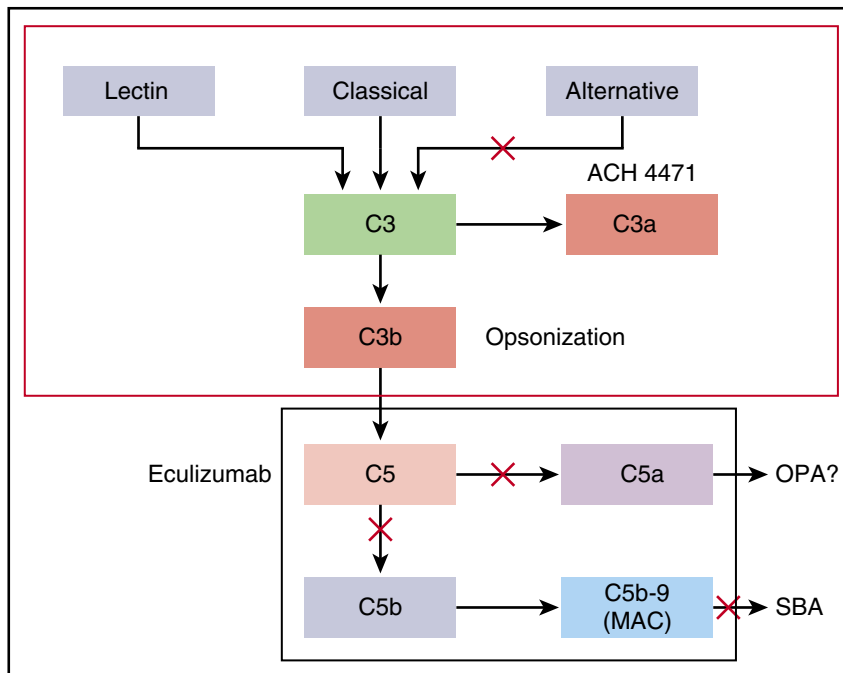 Lectin
Classical
Alternative
ACH 4471
C3
C3a
C3b
Opsonization
Eculizumab
C5
C5a
OPA?
C5b
C5b-9
(MAC)
SBA